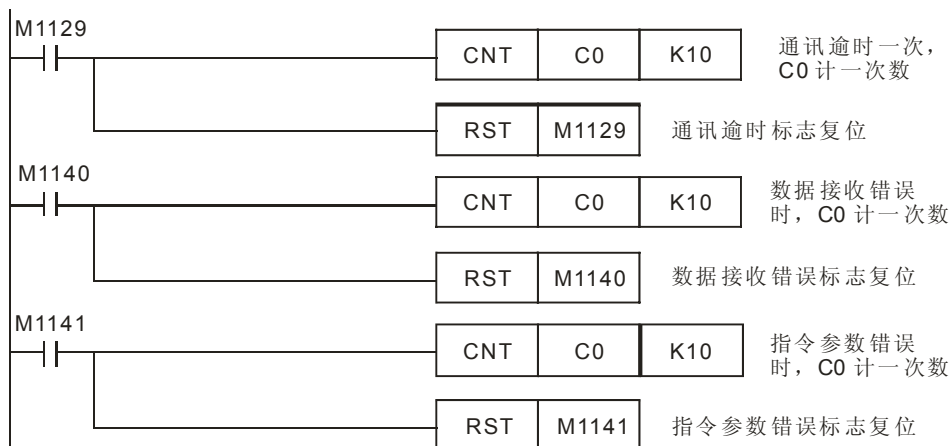 M1129
CNT C0 K10
通讯逾时一次，
C0 计一次数
RST M1129
通讯逾时标志复位
M1140
CNT C0 K10
数据接收错误
时，C0 计一次数
RST M1140
数据接收错误标志复位
M1141
CNT C0 K10
指令参数错误
时，C0 计一次数
RST M1141
指令参数错误标志复位